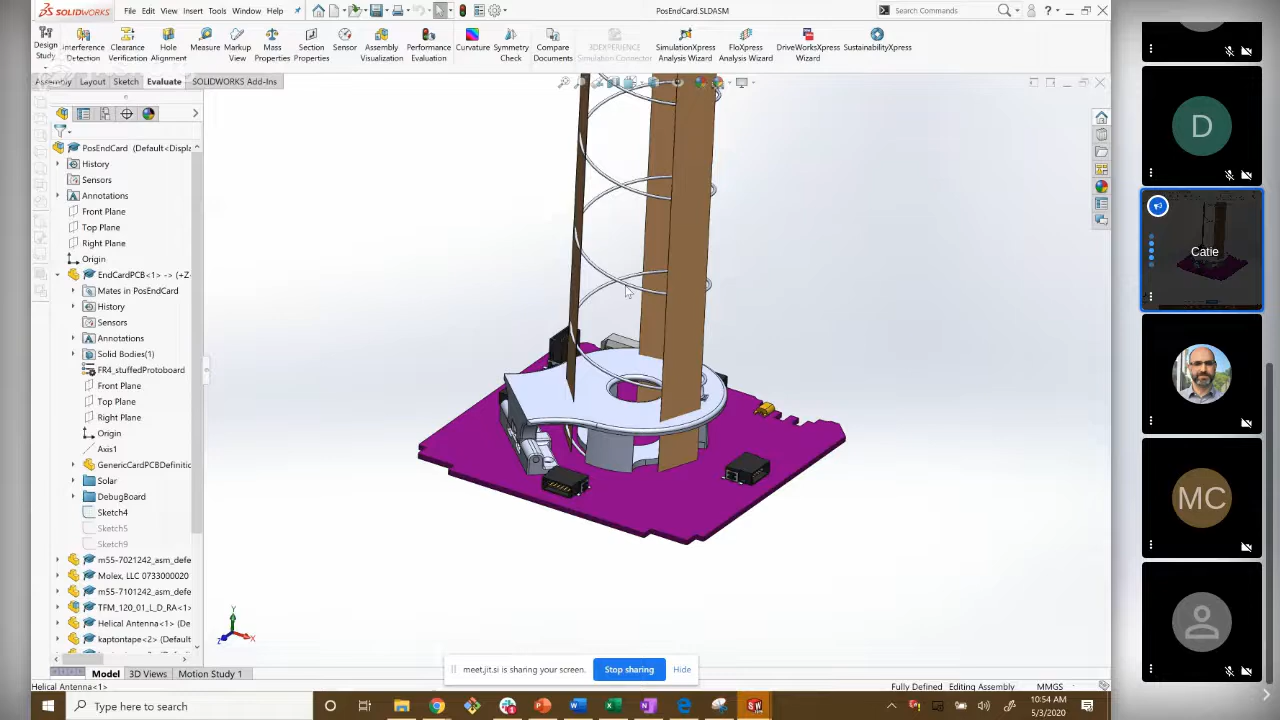 SOLIDWORKS File Edit View Insert Tools Window Help PosEndCard.SLDASM Search Commands
Design Study
Interference Detection
Clearance Verification
Hole Alignment
Measure
Markup View
Mass Properties
Section Properties
Sensor
Assembly Visualization
Performance Evaluation
Curvature
Symmetry Check
Compare Documents
3DEXPERIENCE Simulation Connector
SimulationXpress Analysis Wizard
FloXpress Analysis Wizard
DriveWorksXpress Wizard
SustainabilityXpress
Assembly Layout Sketch Evaluate SOLIDWORKS Add-Ins
PosEndCard (Default<Displa
History
Sensors
Annotations
Front Plane
Top Plane
Right Plane
Origin
EndCardPCB<1> -> (+Z-
Mates in PosEndCard
History
Sensors
Annotations
Solid Bodies(1)
FR4_stuffedProtoboard
Front Plane
Top Plane
Right Plane
Origin
Axis1
GenericCardPCBDefinitic
Solar
DebugBoard
Sketch4
Sketch5
Sketch9
m55-7021242_asm_defe
Molex, LLC 0733000020
m55-7101242_asm_defe
TFM_120_01_L_D_RA<1>
Helical Antenna<1> (Def
kaptontape<2> (Default
Y
X
Z
Model 3D Views Motion Study 1
meet.jit.si is sharing your screen. Stop sharing Hide
Helical Antenna<1> Fully Defined Editing Assembly MMGS
Type here to search
10:54 AM
5/3/2020
D
Catie
MC